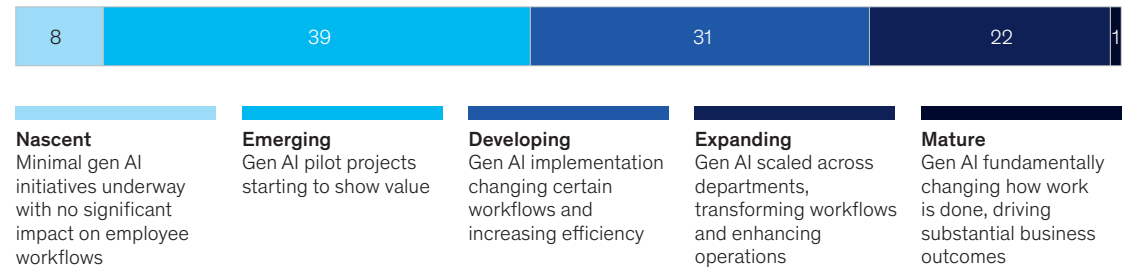 8 39 31 22 1
Nascent
Minimal gen AI
initiatives underway
with no significant
impact on employee
workflows
Emerging
Gen AI pilot projects
starting to show value
Developing
Gen AI implementation
changing certain
workflows and
increasing efficiency
Expanding
Gen AI scaled across
departments,
transforming workflows
and enhancing
operations
Mature
Gen AI fundamentally
changing how work
is done, driving
substantial business
outcomes